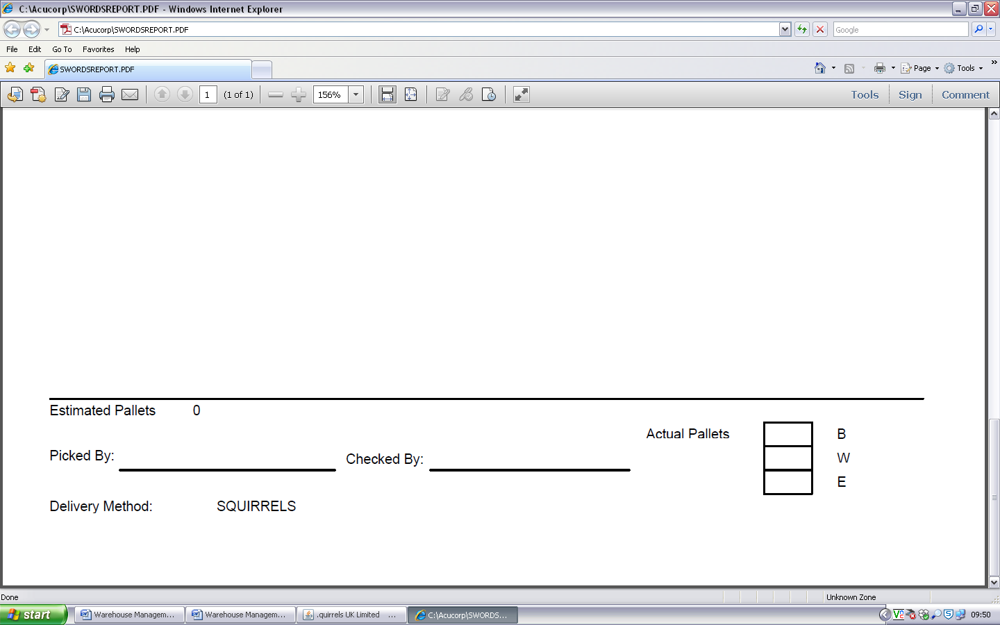 C:\Acucorp\SWORDSREPORT.PDF - Windows Internet Explorer
C:\Acucorp\SWORDSREPORT.PDF
Google
File Edit Go To Favorites Help
SWORDSREPORT.PDF
Page Tools
1 (1 of 1) 156% Tools Sign Comment
Estimated Pallets 0
Actual Pallets B
Picked By: Checked By: W
E
Delivery Method: SQUIRRELS
Done Unknown Zone
start Warehouse Managem... Warehouse Managem... .quirrels UK Limited ... C:\Acucorp\SWORDS... 09:50